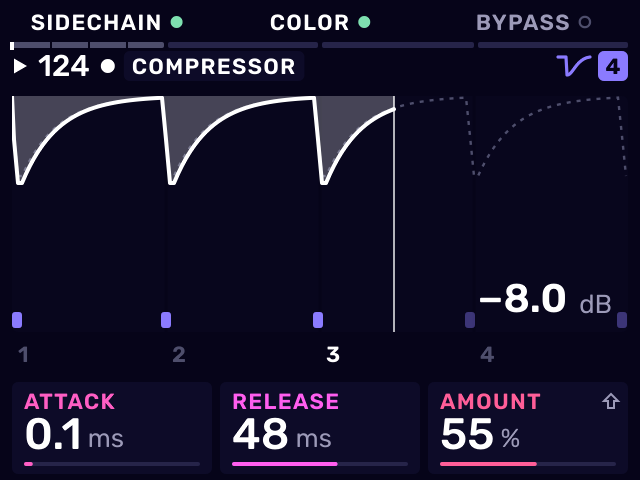 SIDECHAIN COLOR BYPASS
124 COMPRESSOR 4
−8.0 dB
1 2 3 4
ATTACK RELEASE AMOUNT
0.1 ms 48 ms 55 %